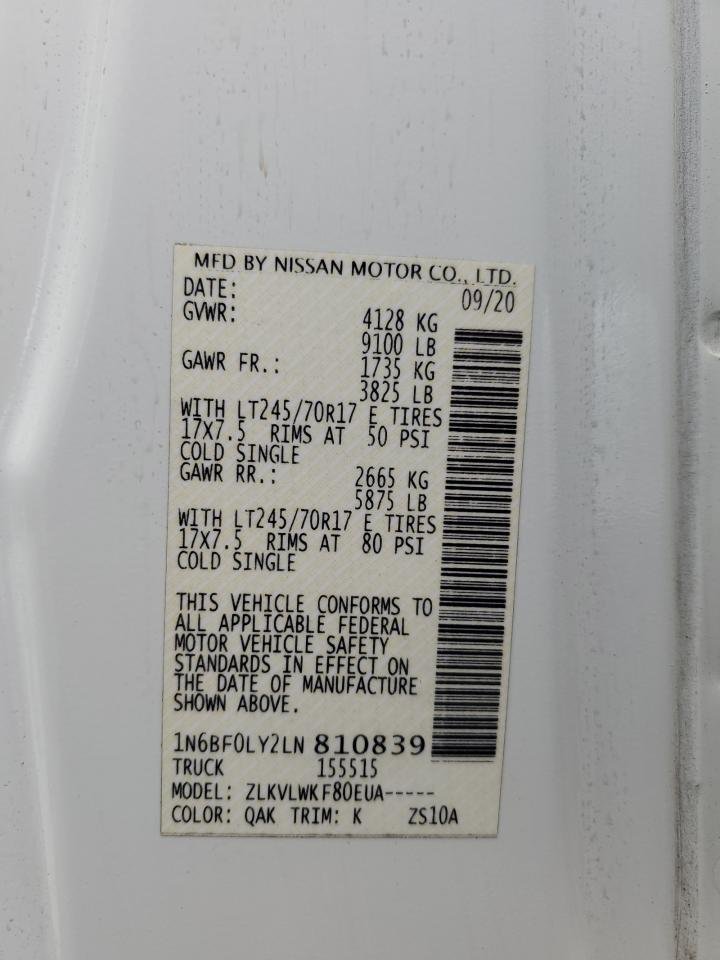 MFD BY NISSAN MOTOR CO., LTD.
DATE: 09/20
GVWR: 4128 KG
9100 LB
GAWR FR.: 1735 KG
3825 LB
WITH LT245/70R17 E TIRES
17X7.5 RIMS AT 50 PSI
COLD SINGLE
GAWR RR.: 2665 KG
5875 LB
WITH LT245/70R17 E TIRES
17X7.5 RIMS AT 80 PSI
COLD SINGLE
THIS VEHICLE CONFORMS TO
ALL APPLICABLE FEDERAL
MOTOR VEHICLE SAFETY
STANDARDS IN EFFECT ON
THE DATE OF MANUFACTURE
SHOWN ABOVE.
1N6BF0LY2LN 810839
TRUCK 155515
MODEL: ZLKVLWKF80EUA-----
COLOR: QAK TRIM: K ZS10A